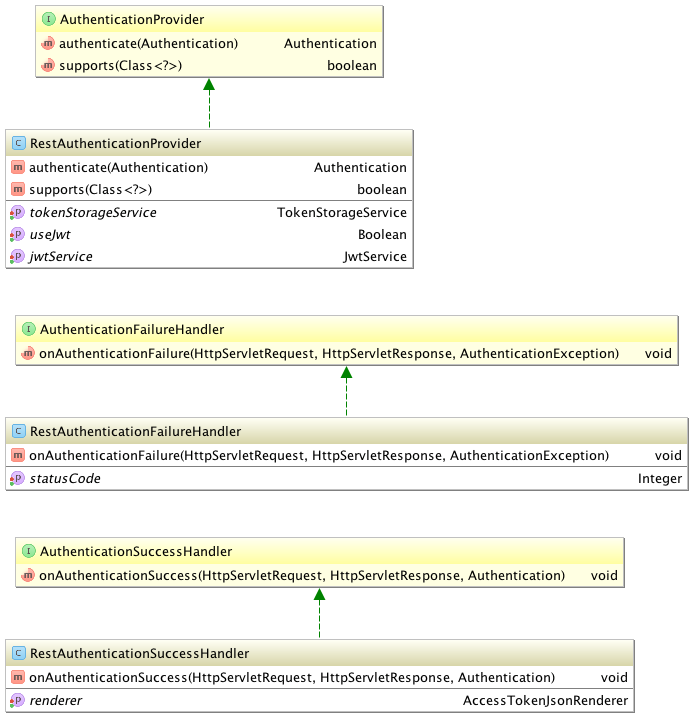 I AuthenticationProvider
m authenticate(Authentication) Authentication
m supports(Class<?>) boolean
C RestAuthenticationProvider
m authenticate(Authentication) Authentication
m supports(Class<?>) boolean
p tokenStorageService TokenStorageService
p useJwt Boolean
p jwtService JwtService
I AuthenticationFailureHandler
m onAuthenticationFailure(HttpServletRequest, HttpServletResponse, AuthenticationException) void
C RestAuthenticationFailureHandler
m onAuthenticationFailure(HttpServletRequest, HttpServletResponse, AuthenticationException) void
p statusCode Integer
I AuthenticationSuccessHandler
m onAuthenticationSuccess(HttpServletRequest, HttpServletResponse, Authentication) void
C RestAuthenticationSuccessHandler
m onAuthenticationSuccess(HttpServletRequest, HttpServletResponse, Authentication) void
p renderer AccessTokenJsonRenderer